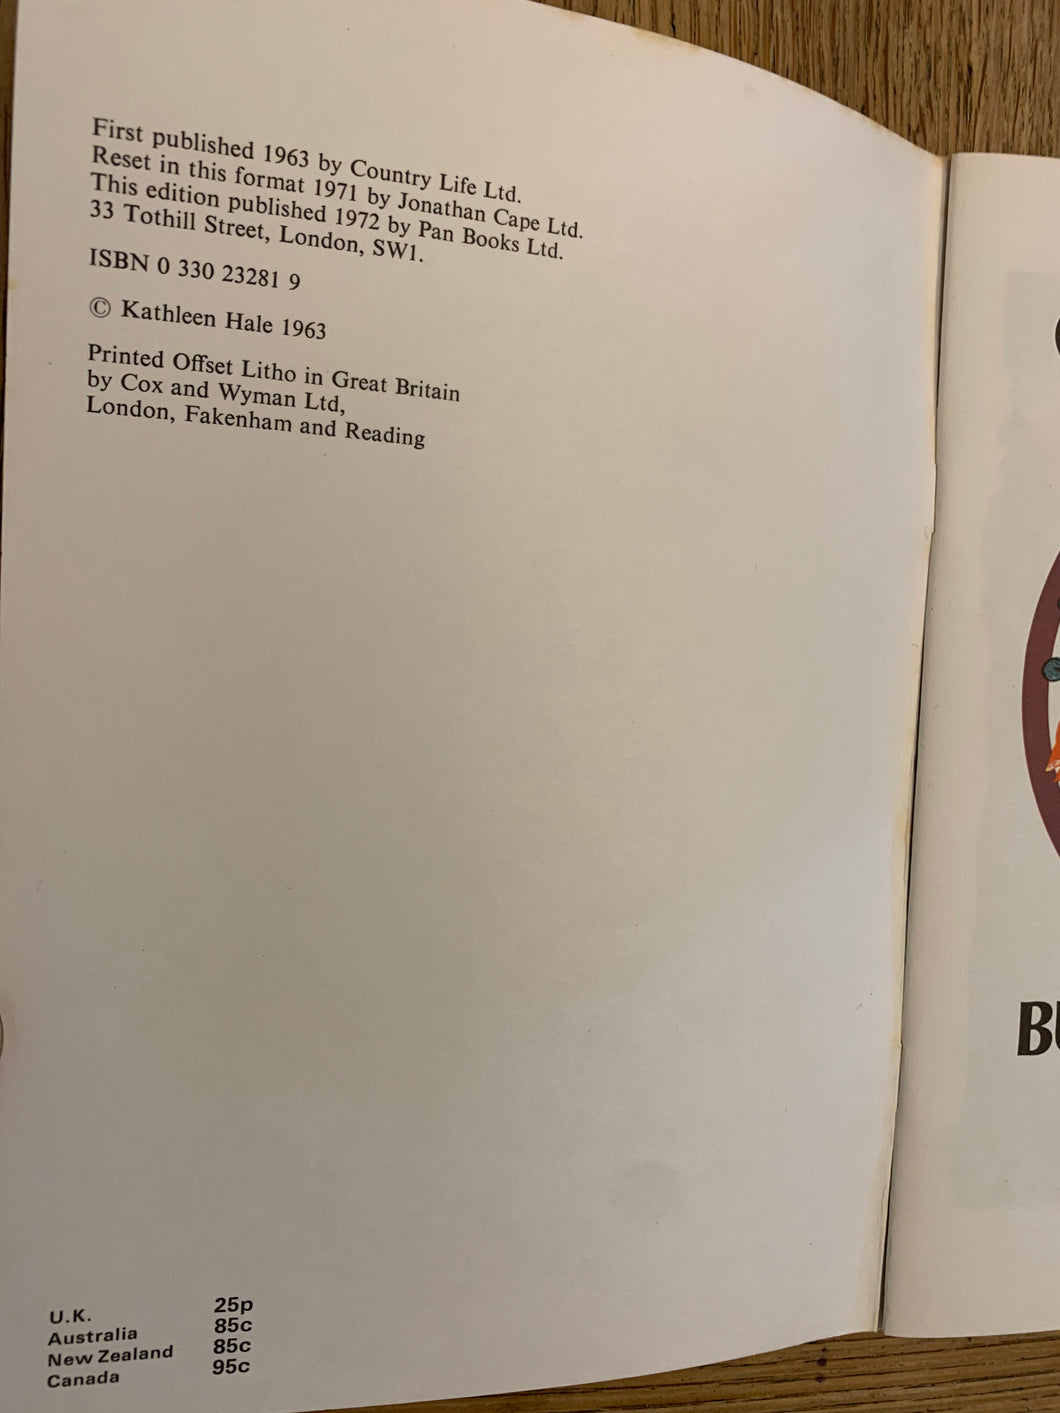 First published 1963 by Country Life Ltd.
Reset in this format 1971 by Jonathan Cape Ltd.
This edition published 1972 by Pan Books Ltd.
33 Tothill Street, London, SW1.
ISBN 0 330 23281 9
© Kathleen Hale 1963
Printed Offset Litho in Great Britain
by Cox and Wyman Ltd,
London, Fakenham and Reading
U.K. 25p
Australia 85c
New Zealand 85c
Canada 95c